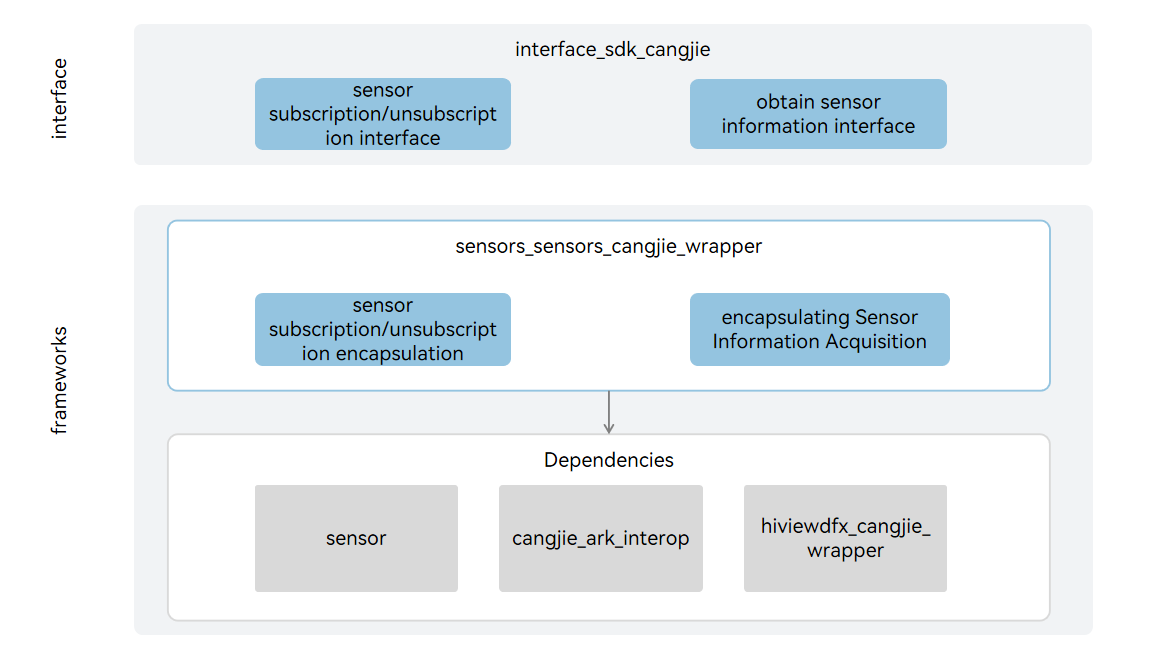 interface
interface_sdk_cangjie
sensor
subscription/unsubscript
ion interface
obtain sensor
information interface
frameworks
sensors_sensors_cangjie_wrapper
sensor
subscription/unsubscript
ion encapsulation
encapsulating Sensor
Information Acquisition
Dependencies
sensor
cangjie_ark_interop
hiviewdfx_cangjie_
wrapper